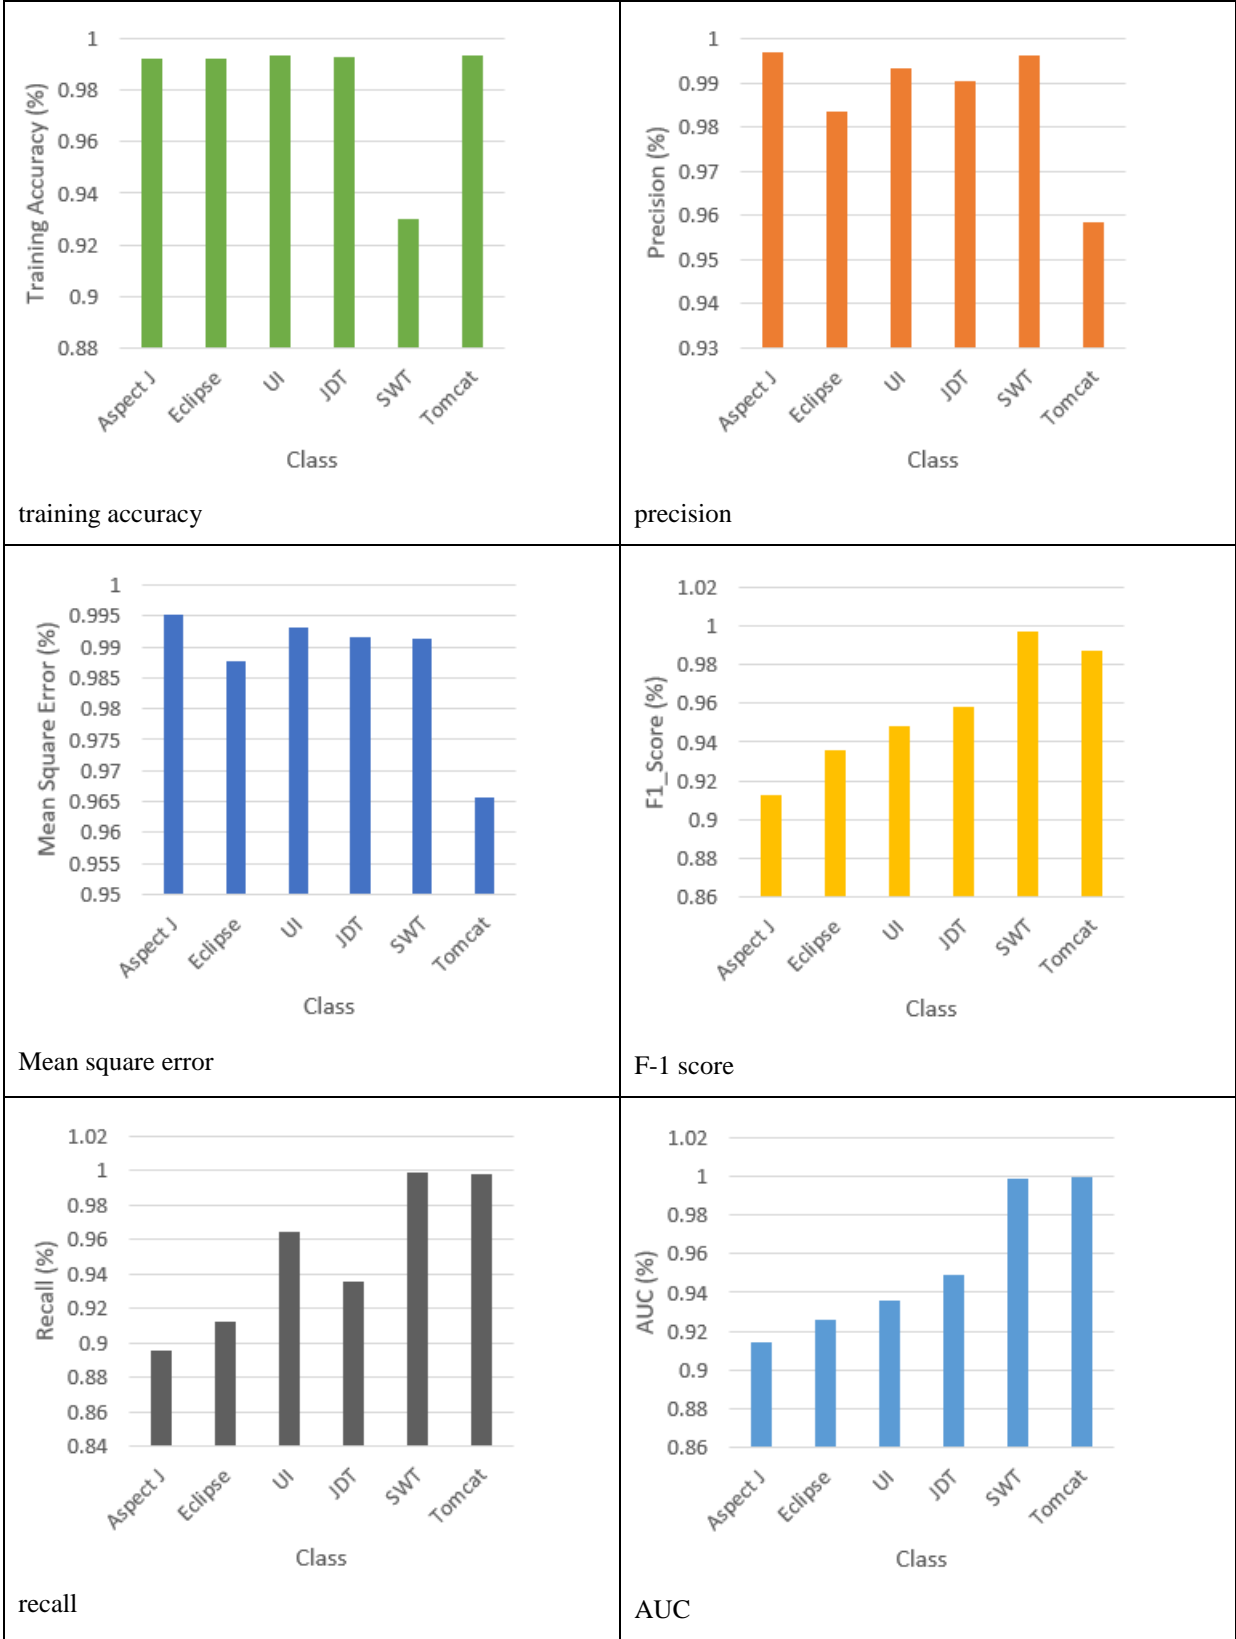 Training Accuracy (%)
1
0.98
0.96
0.94
0.92
0.9
0.88
Aspect J
Eclipse
UI
JDT
SWT
Tomcat
Class
training accuracy
Precision (%)
1
0.99
0.98
0.97
0.96
0.95
0.94
0.93
Aspect J
Eclipse
UI
JDT
SWT
Tomcat
Class
precision
Mean Square Error (%)
1
0.995
0.99
0.985
0.98
0.975
0.97
0.965
0.96
0.955
0.95
Aspect J
Eclipse
UI
JDT
SWT
Tomcat
Class
Mean square error
F1_Score (%)
1.02
1
0.98
0.96
0.94
0.92
0.9
0.88
0.86
Aspect J
Eclipse
UI
JDT
SWT
Tomcat
Class
F-1 score
Recall (%)
1.02
1
0.98
0.96
0.94
0.92
0.9
0.88
0.86
0.84
Aspect J
Eclipse
UI
JDT
SWT
Tomcat
Class
recall
AUC (%)
1.02
1
0.98
0.96
0.94
0.92
0.9
0.88
0.86
Aspect J
Eclipse
UI
JDT
SWT
Tomcat
Class
AUC